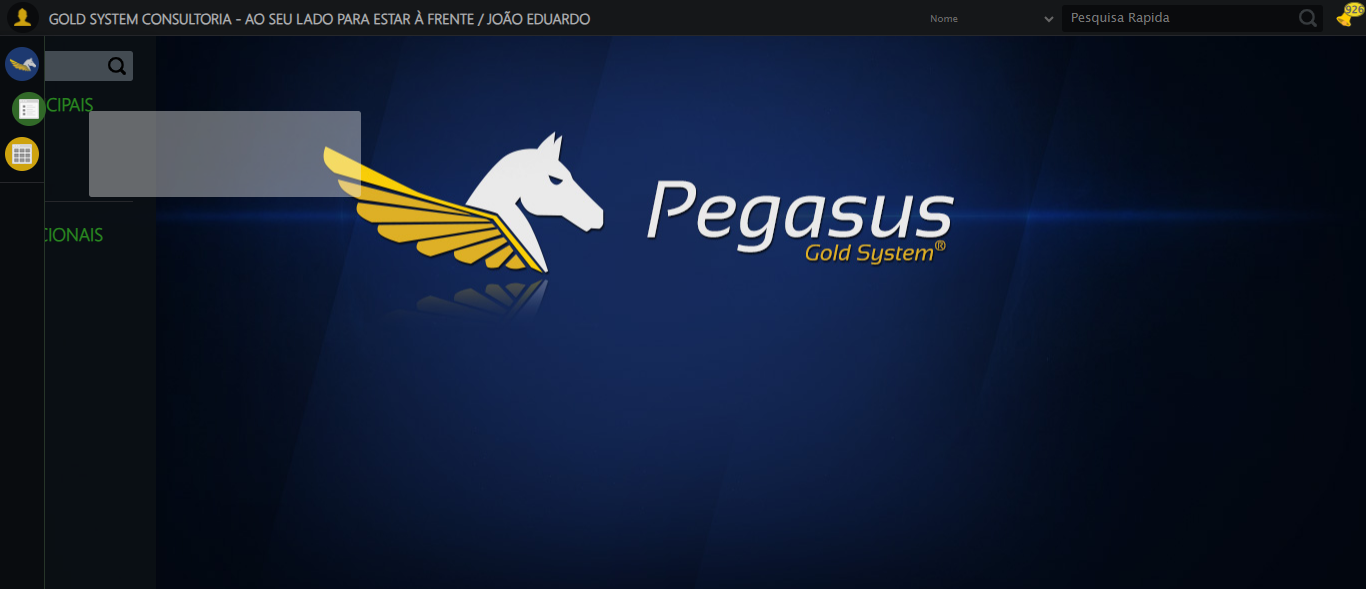 GOLD SYSTEM CONSULTORIA - AO SEU LADO PARA ESTAR À FRENTE / JOÃO EDUARDO
Nome
Pesquisa Rapida
926
CIPAIS
CIONAIS
Pegasus
Gold System®